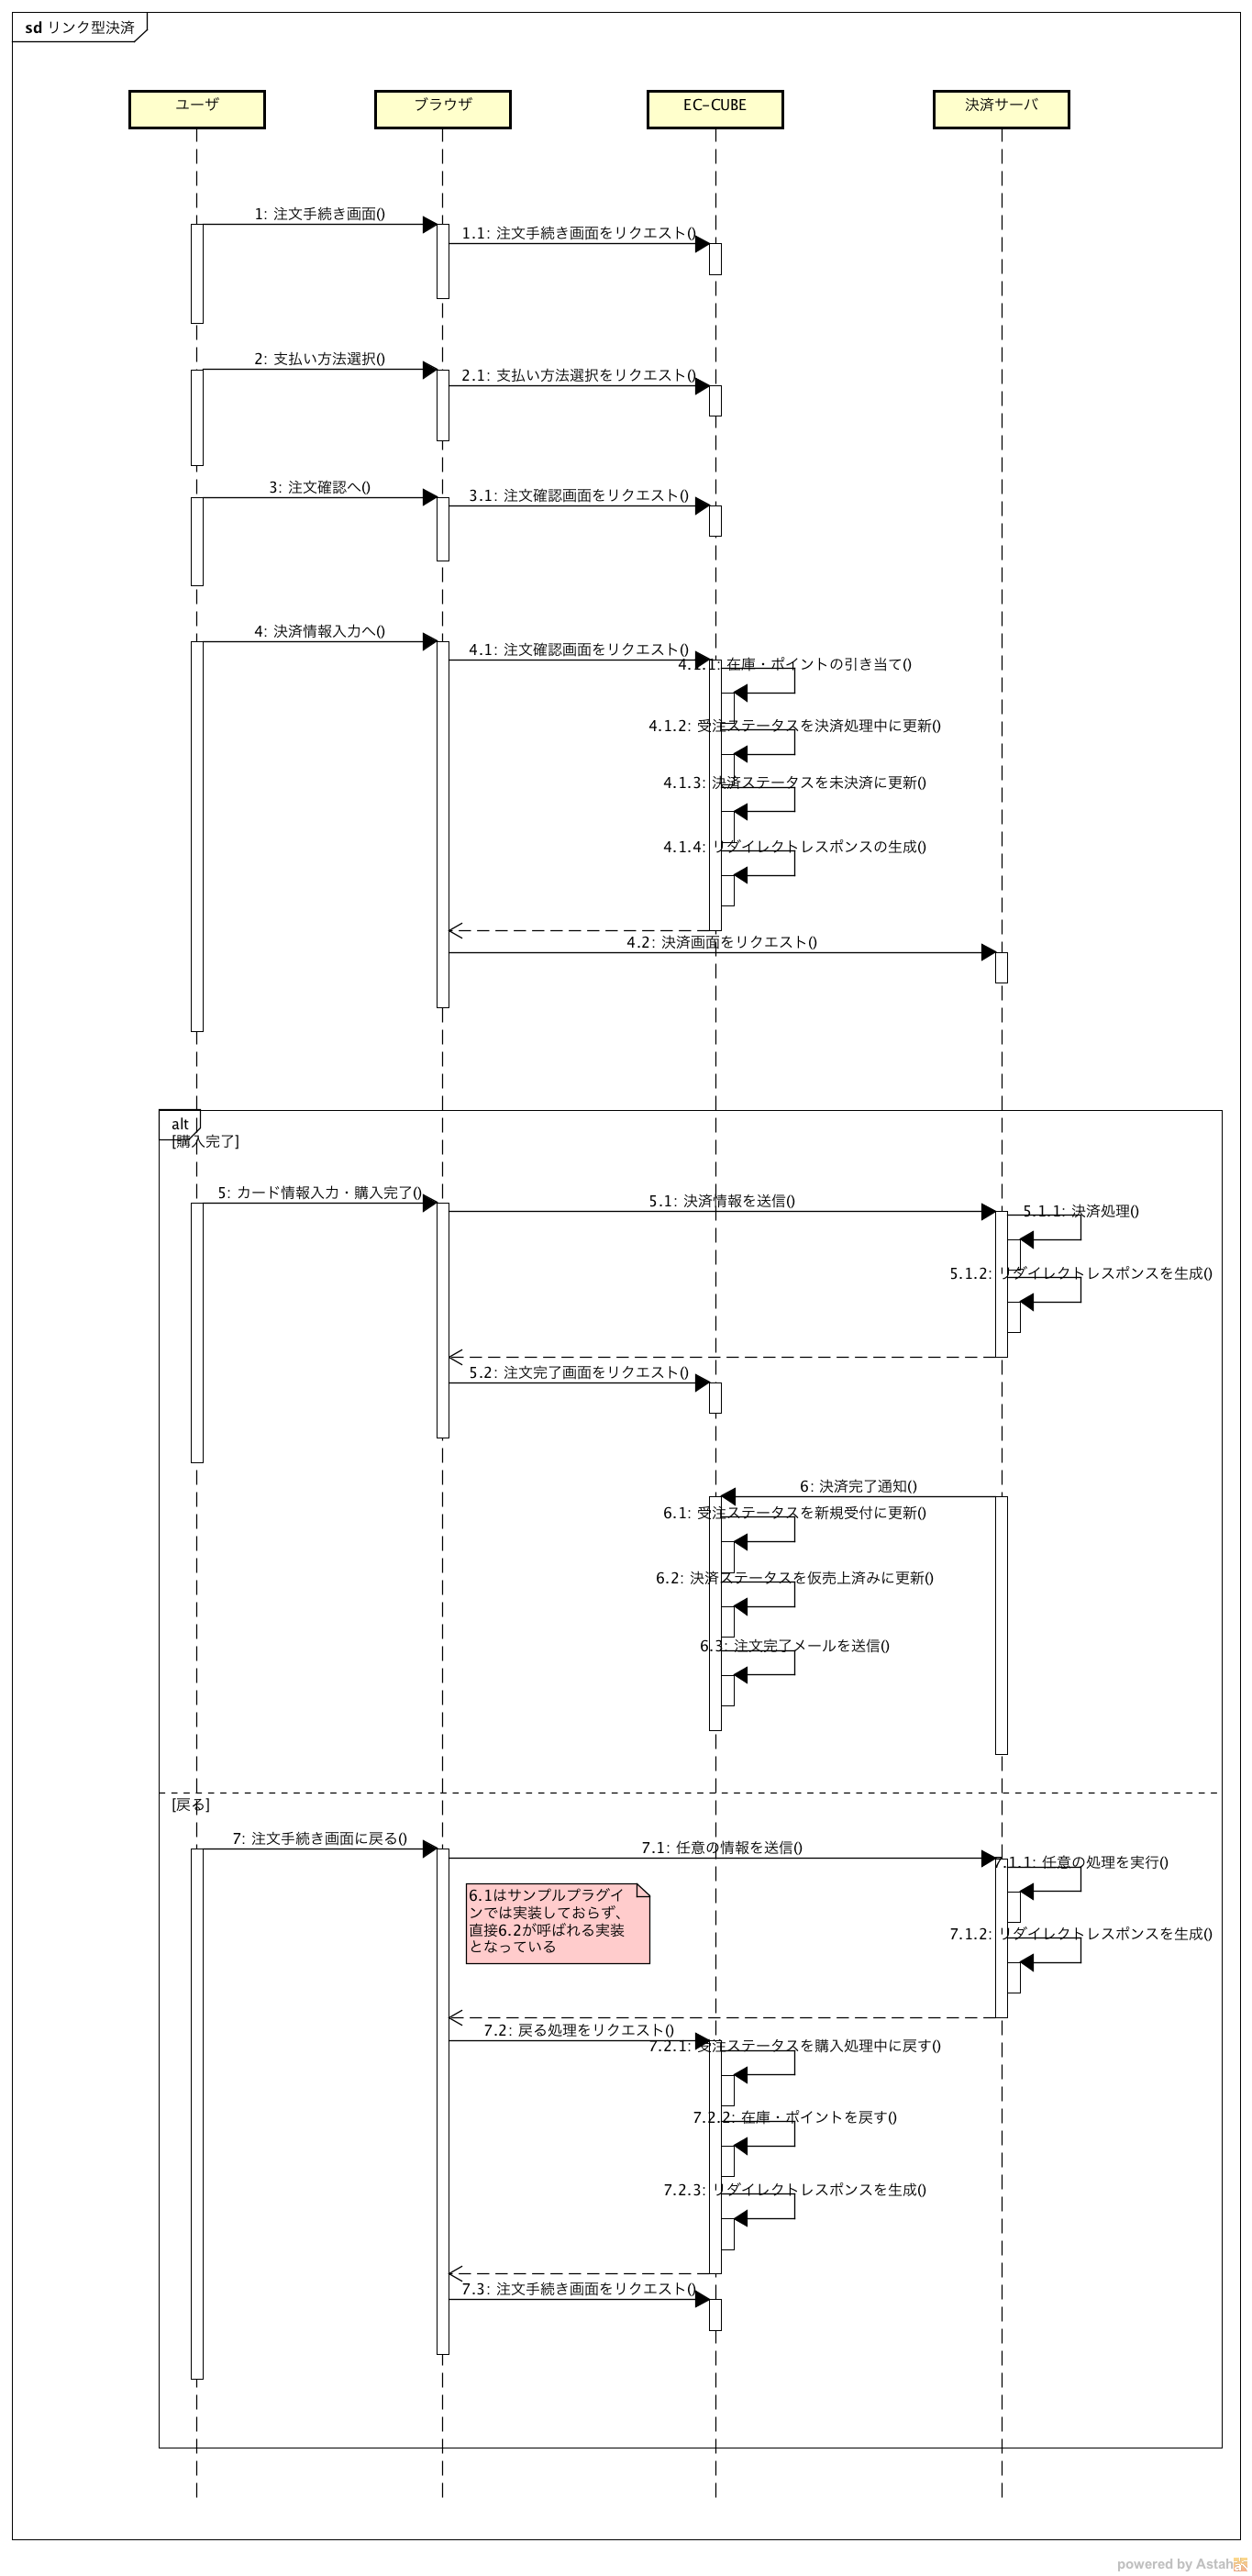 sd リンク型決済
ユーザ
ブラウザ
EC-CUBE
決済サーバ
1: 注文手続き画面()
1.1: 注文手続き画面をリクエスト()
2: 支払い方法選択()
2.1: 支払い方法選択をリクエスト()
3: 注文確認へ()
3.1: 注文確認画面をリクエスト()
4: 決済情報入力へ()
4.1: 注文確認画面をリクエスト()
4.1.1: 在庫・ポイントの引き当て()
4.1.2: 受注ステータスを決済処理中に更新()
4.1.3: 決済ステータスを未決済に更新()
4.1.4: リダイレクトレスポンスの生成()
4.2: 決済画面をリクエスト()
alt
[購入完了]
5: カード情報入力・購入完了()
5.1: 決済情報を送信()
5.1.1: 決済処理()
5.1.2: リダイレクトレスポンスを生成()
5.2: 注文完了画面をリクエスト()
6: 決済完了通知()
6.1: 受注ステータスを新規受付に更新()
6.2: 決済ステータスを仮売上済みに更新()
6.3: 注文完了メールを送信()
[戻る]
7: 注文手続き画面に戻る()
7.1: 任意の情報を送信()
7.1.1: 任意の処理を実行()
6.1はサンプルプラグイ
ンでは実装しておらず、
直接6.2が呼ばれる実装
となっている
7.1.2: リダイレクトレスポンスを生成()
7.2: 戻る処理をリクエスト()
7.2.1: 受注ステータスを購入処理中に戻す()
7.2.2: 在庫・ポイントを戻す()
7.2.3: リダイレクトレスポンスを生成()
7.3: 注文手続き画面をリクエスト()
powered by Astah